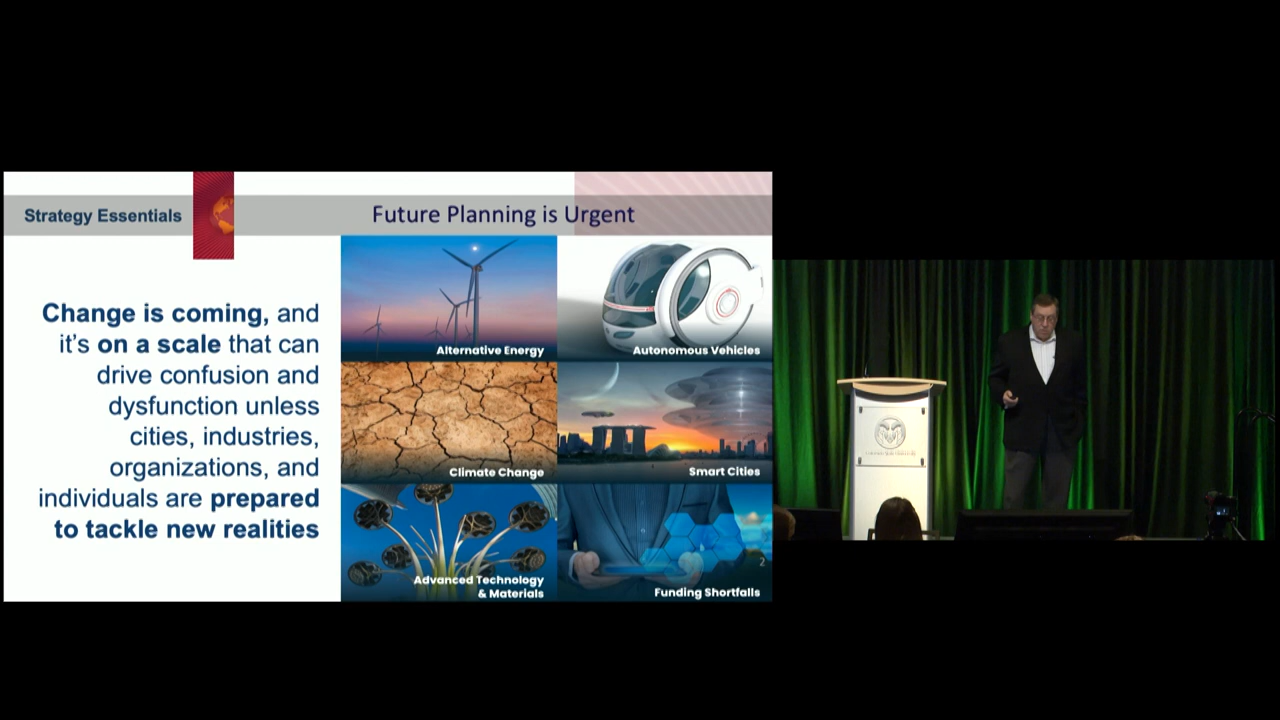 Strategy Essentials
Future Planning is Urgent
Change is coming, and
it's on a scale that can
drive confusion and
dysfunction unless
cities, industries,
organizations, and
individuals are prepared
to tackle new realities
Alternative Energy
Autonomous Vehicles
Climate Change
Smart Cities
Advanced Technology
& Materials
Funding Shortfalls
2